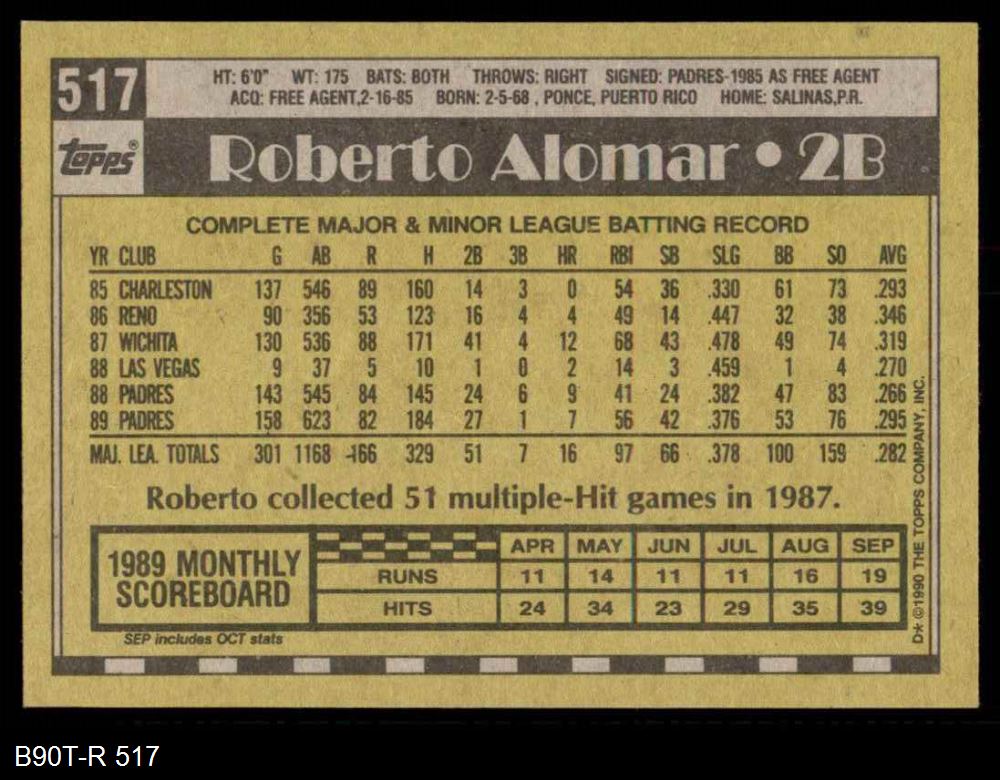 517
HT: 6'0" WT: 175 BATS: BOTH THROWS: RIGHT SIGNED: PADRES-1985 AS FREE AGENT
ACQ: FREE AGENT,2-16-85 BORN: 2-5-68 , PONCE, PUERTO RICO HOME: SALINAS,P.R.
Topps®
Roberto Alomar • 2B
COMPLETE MAJOR & MINOR LEAGUE BATTING RECORD
YR CLUB G AB R H 2B 3B HR RBI SB SLG BB SO AVG
85 CHARLESTON 137 546 89 160 14 3 0 54 36 .330 61 73 .293
86 RENO 90 356 53 123 16 4 4 49 14 .447 32 38 .346
87 WICHITA 130 536 88 171 41 4 12 68 43 .478 49 74 .319
88 LAS VEGAS 9 37 5 10 1 0 2 14 3 .459 1 4 .270
88 PADRES 143 545 84 145 24 6 9 41 24 .382 47 83 .266
89 PADRES 158 623 82 184 27 1 7 56 42 .376 53 76 .295
MAJ. LEA. TOTALS 301 1168 166 329 51 7 16 97 66 .378 100 159 .282
Roberto collected 51 multiple-Hit games in 1987.
1989 MONTHLY
SCOREBOARD
APR MAY JUN JUL AUG SEP
RUNS 11 14 11 11 16 19
HITS 24 34 23 29 35 39
SEP includes OCT stats
D* ©1990 THE TOPPS COMPANY, INC.
B90T-R 517